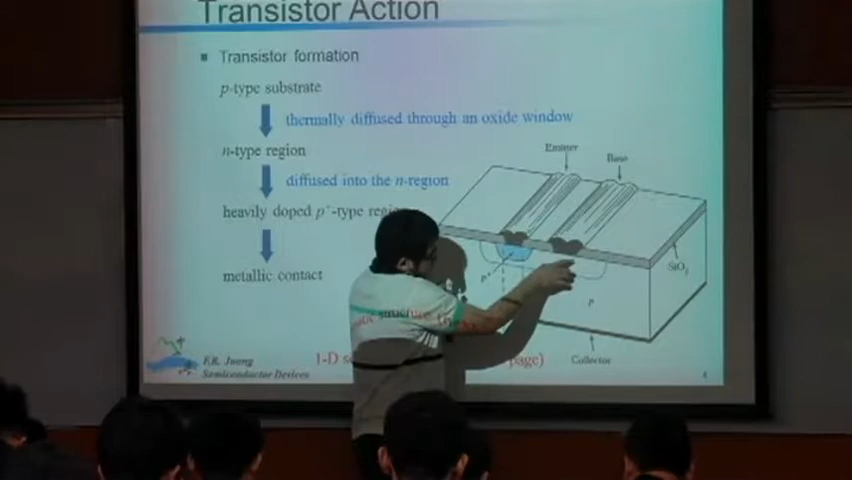 Transistor Action
Transistor formation
p-type substrate
thermally diffused through an oxide window
n-type region
diffused into the n-region
heavily doped p⁺-type
metallic contact
Emitter
Base
SiO₂
P⁺
P
Collector
structure
1-D
page)
F.R. Juang
Semiconductor Devices
4